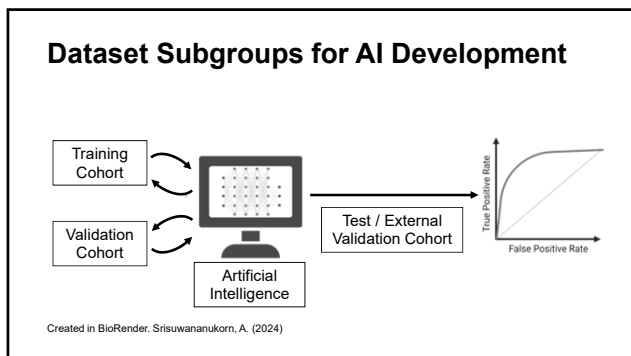 Dataset Subgroups for AI Development
Training
Cohort
Validation
Cohort
Artificial
Intelligence
Test / External
Validation Cohort
True Positive Rate
False Positive Rate
Created in BioRender. Srisuwananukorn, A. (2024)